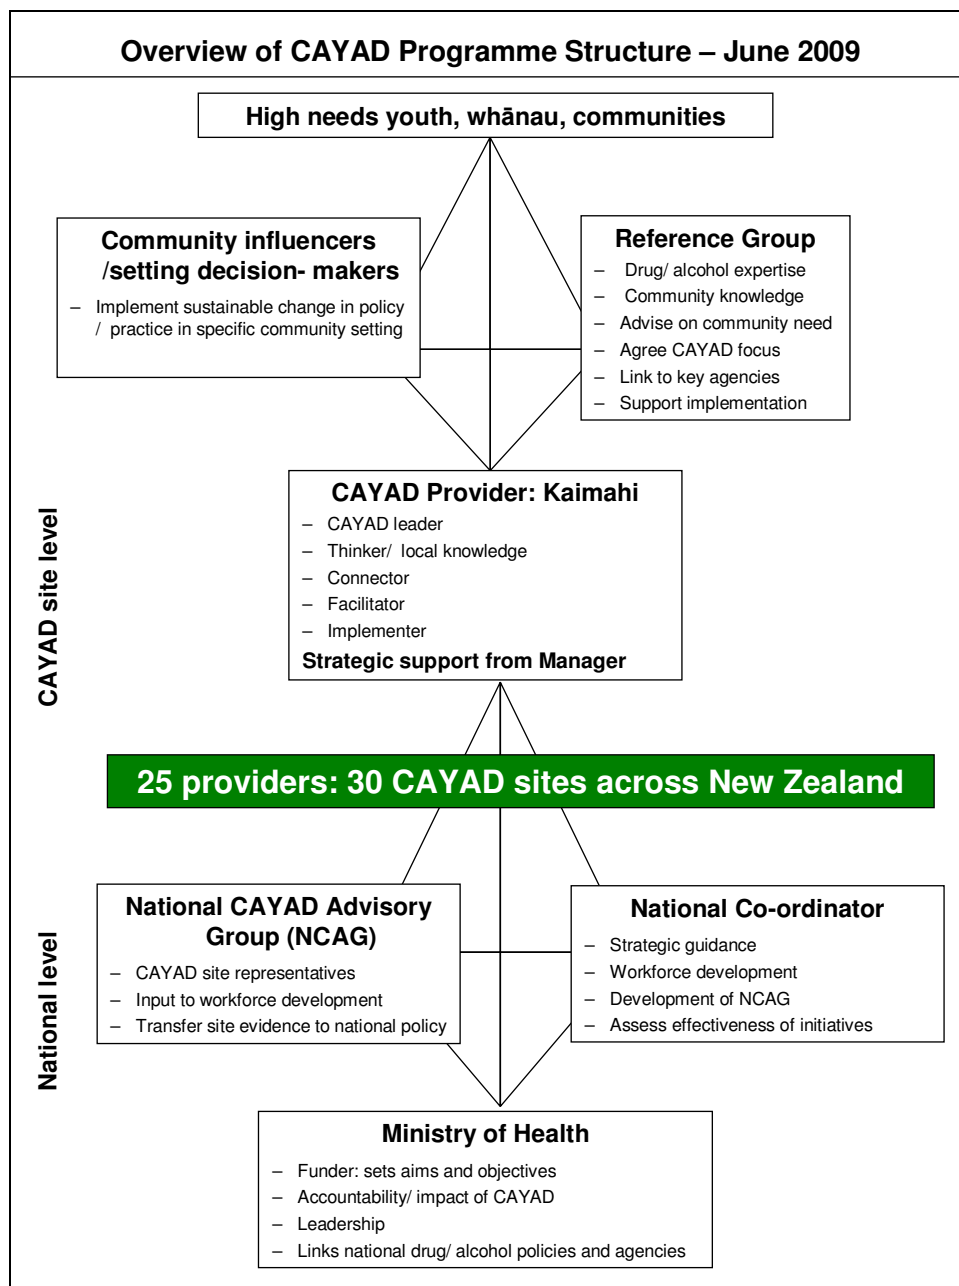 Overview of CAYAD Programme Structure – June 2009
High needs youth, whānau, communities
Community influencers
/setting decision- makers
– Implement sustainable change in policy
/ practice in specific community setting
Reference Group
– Drug/ alcohol expertise
– Community knowledge
– Advise on community need
– Agree CAYAD focus
– Link to key agencies
– Support implementation
CAYAD site level
CAYAD Provider: Kaimahi
– CAYAD leader
– Thinker/ local knowledge
– Connector
– Facilitator
– Implementer
Strategic support from Manager
25 providers: 30 CAYAD sites across New Zealand
National level
National CAYAD Advisory
Group (NCAG)
– CAYAD site representatives
– Input to workforce development
– Transfer site evidence to national policy
National Co-ordinator
– Strategic guidance
– Workforce development
– Development of NCAG
– Assess effectiveness of initiatives
Ministry of Health
– Funder: sets aims and objectives
– Accountability/ impact of CAYAD
– Leadership
– Links national drug/ alcohol policies and agencies